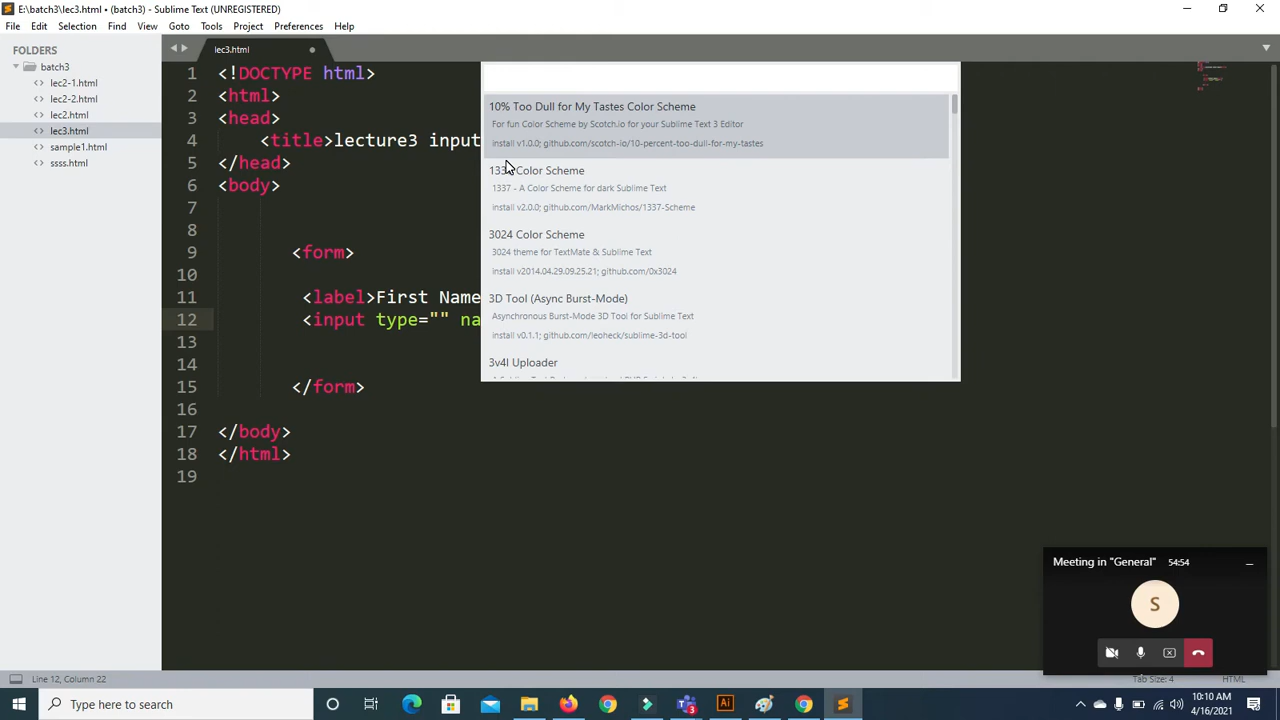 E:\batch3\lec3.html • (batch3) - Sublime Text (UNREGISTERED)
File Edit Selection Find View Goto Tools Project Preferences Help
FOLDERS
batch3
lec2-1.html
lec2-2.html
lec2.html
lec3.html
sample1.html
ssss.html
lec3.html
1 <!DOCTYPE html>
2 <html>
3 <head>
4 <title>lecture3 input
5 </head>
6 <body>
7
8
9 <form>
10
11 <label>First Name
12 <input type="" na
13
14
15 </form>
16
17 </body>
18 </html>
19
10% Too Dull for My Tastes Color Scheme
For fun Color Scheme by Scotch.io for your Sublime Text 3 Editor
install v1.0.0; github.com/scotch-io/10-percent-too-dull-for-my-tastes
1337 Color Scheme
1337 - A Color Scheme for dark Sublime Text
install v2.0.0; github.com/MarkMichos/1337-Scheme
3024 Color Scheme
3024 theme for TextMate & Sublime Text
install v2014.04.29.09.25.21; github.com/0x3024
3D Tool (Async Burst-Mode)
Asynchronous Burst-Mode 3D Tool for Sublime Text
install v0.1.1; github.com/leoheck/sublime-3d-tool
3v4l Uploader
Meeting in "General" 54:54
S
Line 12, Column 22
Tab Size: 4
HTML
Type here to search
3
Ai
10:10 AM
4/16/2021